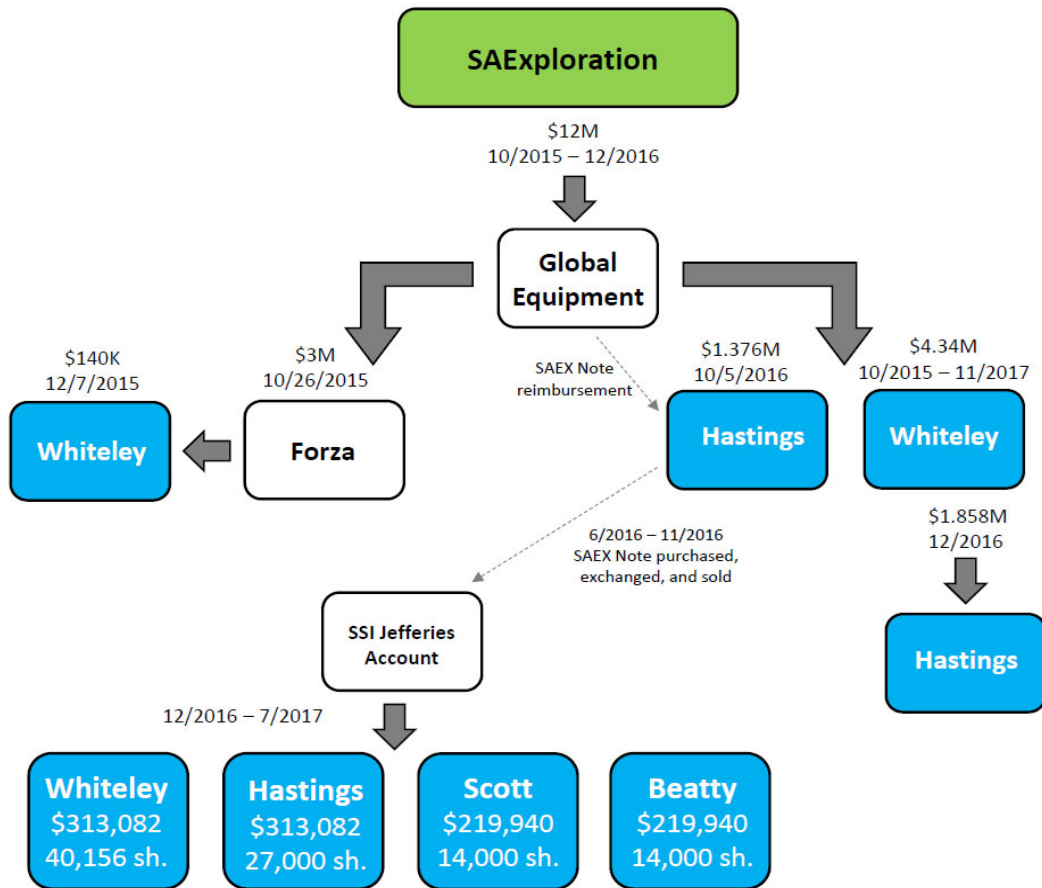 SAExploration
$12M
10/2015 – 12/2016
Global
Equipment
$140K
12/7/2015
$3M
10/26/2015
SAEX Note
reimbursement
$1.376M
10/5/2016
$4.34M
10/2015 – 11/2017
Whiteley
Forza
Hastings
Whiteley
6/2016 – 11/2016
SAEX Note purchased,
exchanged, and sold
$1.858M
12/2016
SSI Jefferies
Account
Hastings
12/2016 – 7/2017
Whiteley
$313,082
40,156 sh.
Hastings
$313,082
27,000 sh.
Scott
$219,940
14,000 sh.
Beatty
$219,940
14,000 sh.